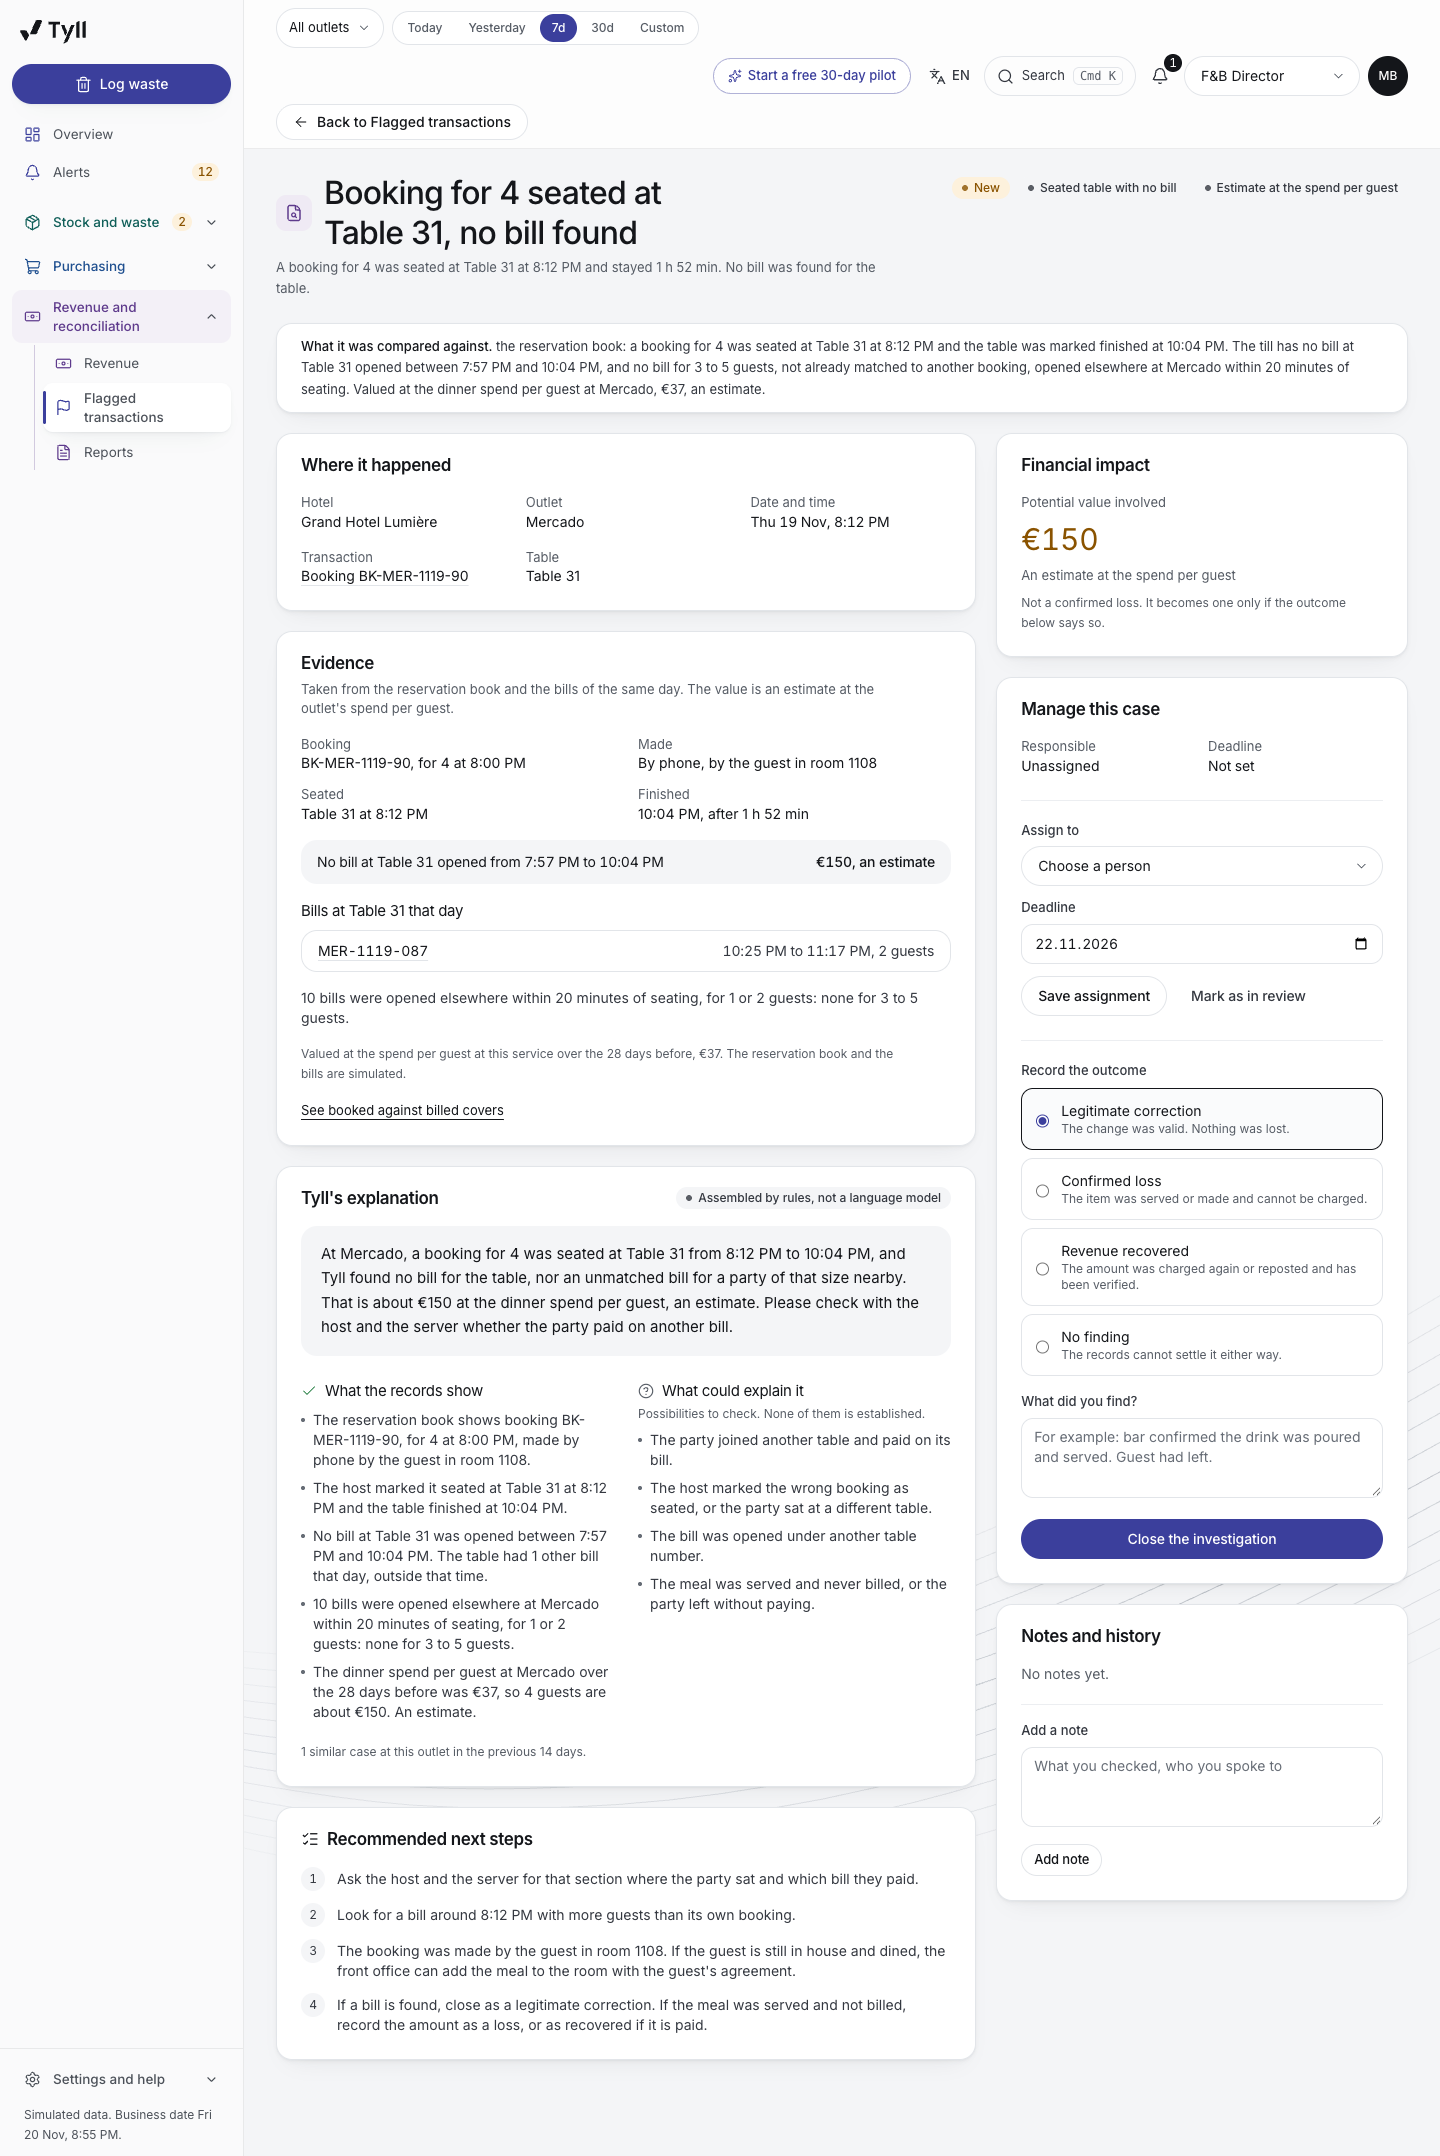 Tyll
Log waste
Overview
Alerts
12
Stock and waste
2
Purchasing
Revenue and
reconciliation
Revenue
Flagged
transactions
Reports
Settings and help
Simulated data. Business date Fri
20 Nov, 8:55 PM.
All outlets
Today
Yesterday
7d
30d
Custom
Start a free 30-day pilot
EN
Search
Cmd K
1
F&B Director
MB
Back to Flagged transactions
Booking for 4 seated at
Table 31, no bill found
New
Seated table with no bill
Estimate at the spend per guest
A booking for 4 was seated at Table 31 at 8:12 PM and stayed 1 h 52 min. No bill was found for the
table.
What it was compared against. the reservation book: a booking for 4 was seated at Table 31 at 8:12 PM and the table was marked finished at 10:04 PM. The till has no bill at
Table 31 opened between 7:57 PM and 10:04 PM, and no bill for 3 to 5 guests, not already matched to another booking, opened elsewhere at Mercado within 20 minutes of
seating. Valued at the dinner spend per guest at Mercado, €37, an estimate.
Where it happened
Hotel
Grand Hotel Lumière
Outlet
Mercado
Date and time
Thu 19 Nov, 8:12 PM
Transaction
Booking BK-MER-1119-90
Table
Table 31
Evidence
Taken from the reservation book and the bills of the same day. The value is an estimate at the
outlet's spend per guest.
Booking
BK-MER-1119-90, for 4 at 8:00 PM
Made
By phone, by the guest in room 1108
Seated
Table 31 at 8:12 PM
Finished
10:04 PM, after 1 h 52 min
No bill at Table 31 opened from 7:57 PM to 10:04 PM
€150, an estimate
Bills at Table 31 that day
MER-1119-087
10:25 PM to 11:17 PM, 2 guests
10 bills were opened elsewhere within 20 minutes of seating, for 1 or 2 guests: none for 3 to 5
guests.
Valued at the spend per guest at this service over the 28 days before, €37. The reservation book and the
bills are simulated.
See booked against billed covers
Tyll's explanation
Assembled by rules, not a language model
At Mercado, a booking for 4 was seated at Table 31 from 8:12 PM to 10:04 PM, and
Tyll found no bill for the table, nor an unmatched bill for a party of that size nearby.
That is about €150 at the dinner spend per guest, an estimate. Please check with the
host and the server whether the party paid on another bill.
What the records show
The reservation book shows booking BK-
MER-1119-90, for 4 at 8:00 PM, made by
phone by the guest in room 1108.
The host marked it seated at Table 31 at 8:12
PM and the table finished at 10:04 PM.
No bill at Table 31 was opened between 7:57
PM and 10:04 PM. The table had 1 other bill
that day, outside that time.
10 bills were opened elsewhere at Mercado
within 20 minutes of seating, for 1 or 2
guests: none for 3 to 5 guests.
The dinner spend per guest at Mercado over
the 28 days before was €37, so 4 guests are
about €150. An estimate.
What could explain it
Possibilities to check. None of them is established.
The party joined another table and paid on its
bill.
The host marked the wrong booking as
seated, or the party sat at a different table.
The bill was opened under another table
number.
The meal was served and never billed, or the
party left without paying.
1 similar case at this outlet in the previous 14 days.
Recommended next steps
1
Ask the host and the server for that section where the party sat and which bill they paid.
2
Look for a bill around 8:12 PM with more guests than its own booking.
3
The booking was made by the guest in room 1108. If the guest is still in house and dined, the
front office can add the meal to the room with the guest's agreement.
4
If a bill is found, close as a legitimate correction. If the meal was served and not billed,
record the amount as a loss, or as recovered if it is paid.
Financial impact
Potential value involved
€150
An estimate at the spend per guest
Not a confirmed loss. It becomes one only if the outcome
below says so.
Manage this case
Responsible
Unassigned
Deadline
Not set
Assign to
Choose a person
Deadline
22.11.2026
Save assignment
Mark as in review
Record the outcome
Legitimate correction
The change was valid. Nothing was lost.
Confirmed loss
The item was served or made and cannot be charged.
Revenue recovered
The amount was charged again or reposted and has
been verified.
No finding
The records cannot settle it either way.
What did you find?
For example: bar confirmed the drink was poured
and served. Guest had left.
Close the investigation
Notes and history
No notes yet.
Add a note
What you checked, who you spoke to
Add note